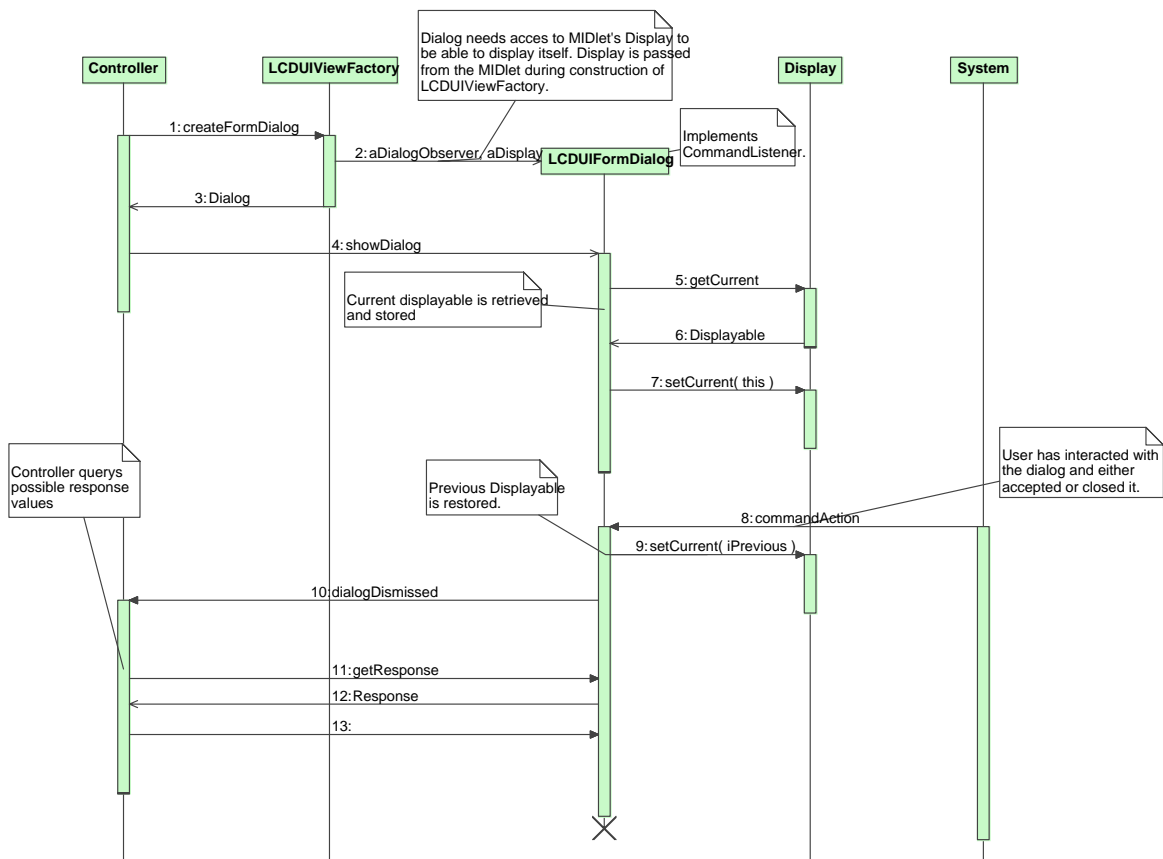 Dialog needs acces to MIDlet's Display to
be able to display itself. Display is passed
from the MIDlet during construction of
LCDUIViewFactory.
Controller
LCDUIViewFactory
Display
System
1: createFormDialog
Implements
CommandListener.
2: aDialogObserver, aDisplay
LCDUIFormDialog
3: Dialog
4: showDialog
5: getCurrent
Current displayable is retrieved
and stored
6: Displayable
7: setCurrent( this )
User has interacted with
the dialog and either
accepted or closed it.
Controller querys
possible response
values
Previous Displayable
is restored.
8: commandAction
9: setCurrent( iPrevious )
10: dialogDismissed
11: getResponse
12: Response
13: